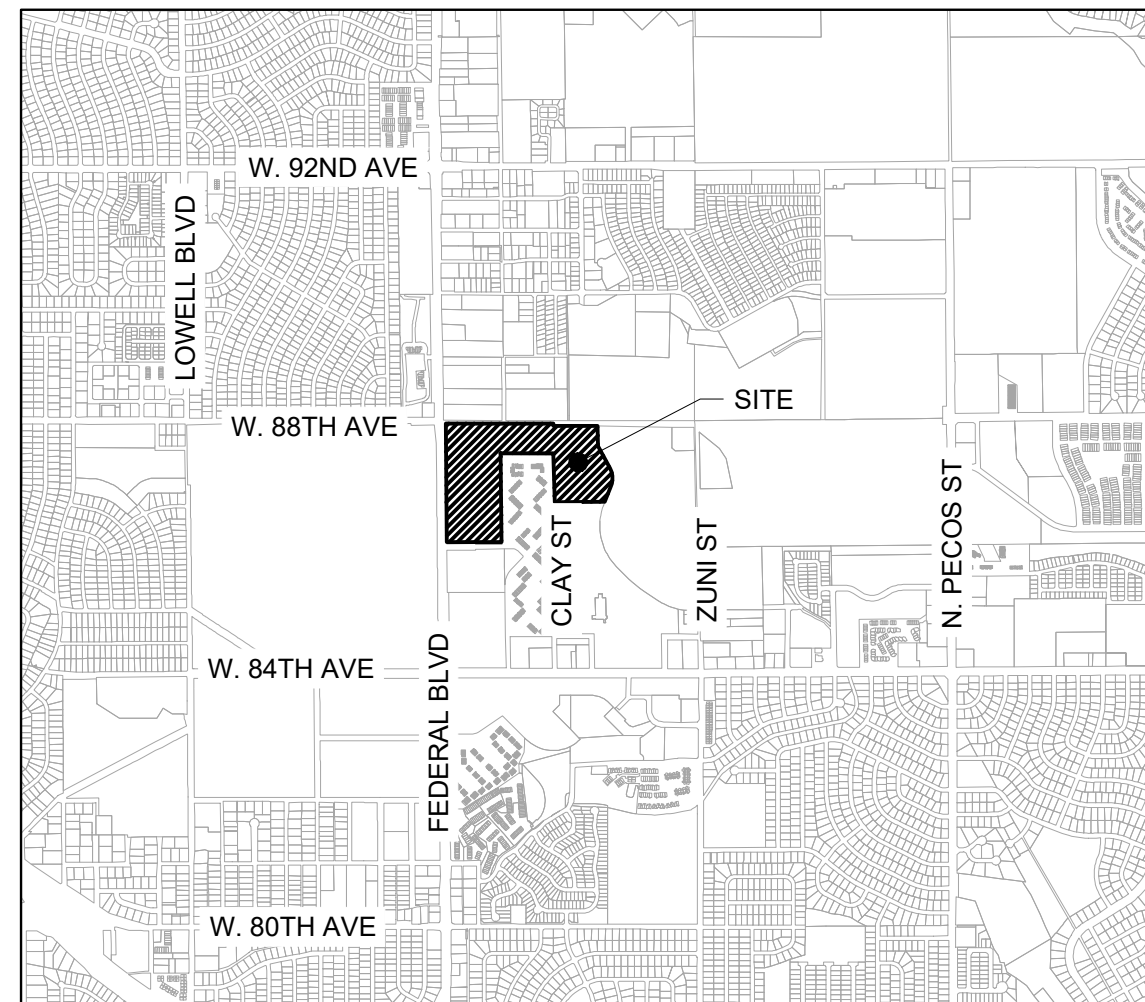 W. 92ND AVE
LOWELL BLVD
SITE
W. 88TH AVE
N. PECOS ST
CLAY ST
ZUNI ST
W. 84TH AVE
FEDERAL BLVD
W. 80TH AVE